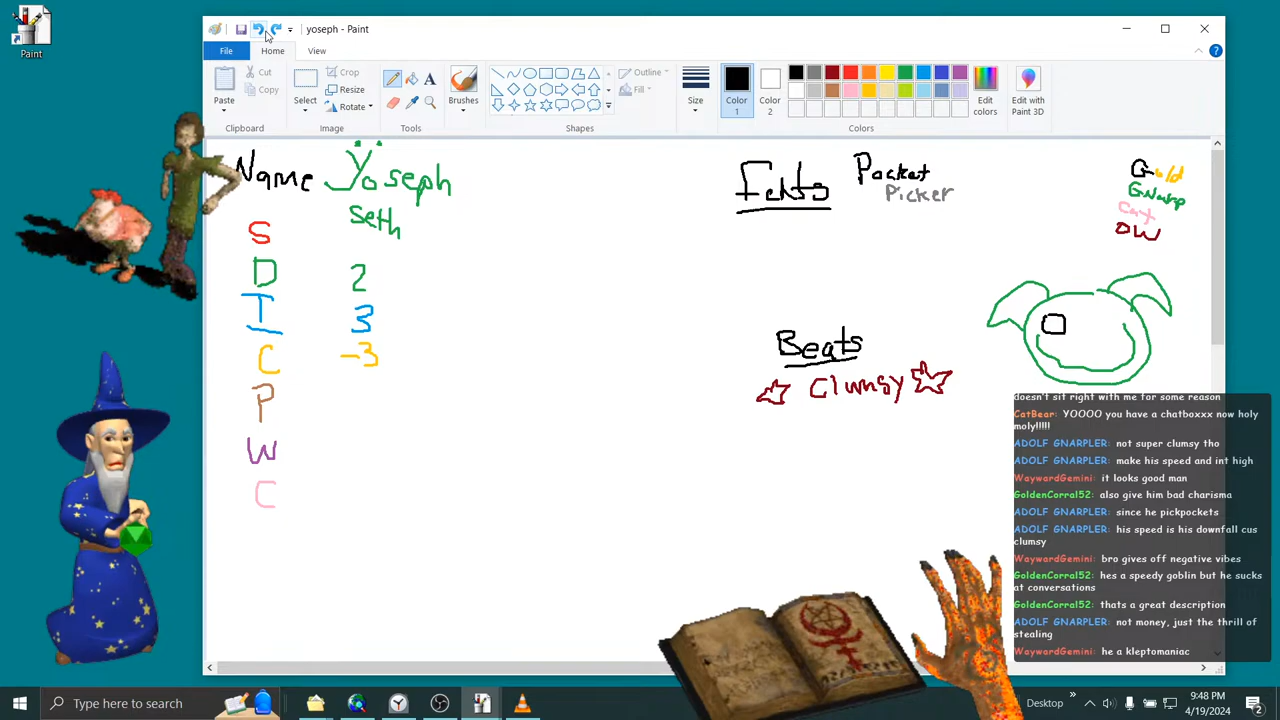 Paint
yoseph - Paint
File
Home
View
Paste
Cut
Copy
Clipboard
Select
Crop
Resize
Rotate
Image
A
Tools
Brushes
Shapes
Outline
Fill
Size
Color 1
Color 2
Colors
Edit colors
Edit with Paint 3D
Name Yoseph
Seth
S
D 2
I 3
C -3
P
W
C
Feats
Pocket
Picker
Beats
Clumsy
Gold
Gnarp
Cat
OW
doesn't sit right with me for some reason
CatBear: YOOOO you have a chatboxxx now holy
moly!!!!!
ADOLF GNARPLER: not super clumsy tho
ADOLF GNARPLER: make his speed and int high
WaywardGemini: it looks good man
GoldenCorral52: also give him bad charisma
ADOLF GNARPLER: since he pickpockets
ADOLF GNARPLER: his speed is his downfall cus
clumsy
WaywardGemini: bro gives off negative vibes
GoldenCorral52: hes a speedy goblin but he sucks
at conversations
GoldenCorral52: thats a great description
ADOLF GNARPLER: not money, just the thrill of
stealing
WaywardGemini: he a kleptomaniac
Type here to search
Desktop
9:48 PM
4/19/2024
2